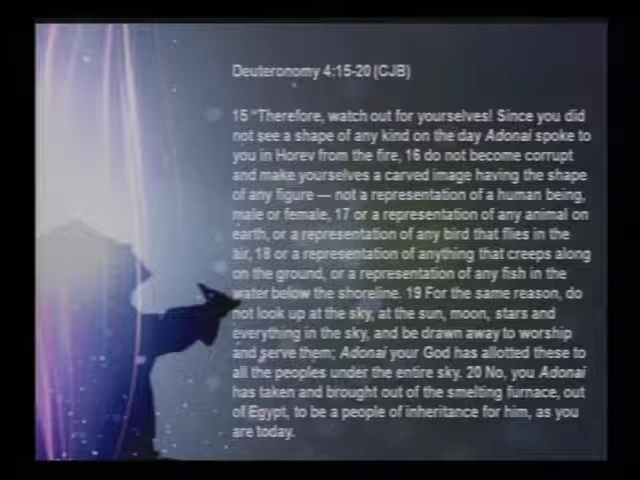 Deuteronomy 4:15-20 (CJB)
15 "Therefore, watch out for yourselves! Since you did
not see a shape of any kind on the day Adonai spoke to
you in Horev from the fire, 16 do not become corrupt
and make yourselves a carved image having the shape
of any figure — not a representation of a human being,
male or female, 17 or a representation of any animal on
earth, or a representation of any bird that flies in the
air, 18 or a representation of anything that creeps along
on the ground, or a representation of any fish in the
water below the shoreline. 19 For the same reason, do
not look up at the sky, at the sun, moon, stars and
everything in the sky, and be drawn away to worship
and serve them; Adonai your God has allotted these to
all the peoples under the entire sky. 20 No, you Adonai
has taken and brought out of the smelting furnace, out
of Egypt, to be a people of inheritance for him, as you
are today.